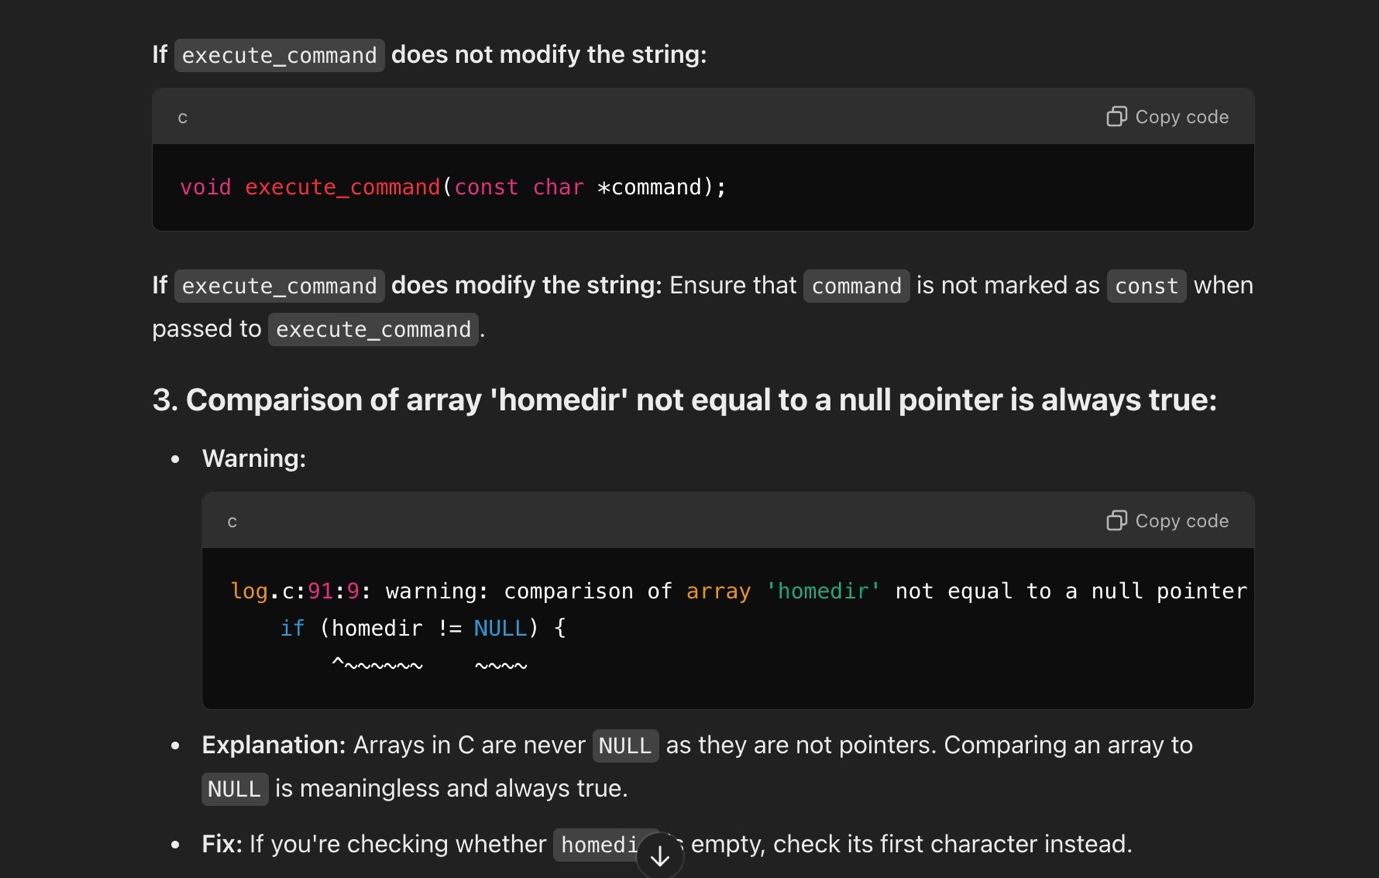 If execute_command does not modify the string:
c
Copy code
void execute_command(const char *command);
If execute_command does modify the string: Ensure that command is not marked as const when
passed to execute_command.
3. Comparison of array 'homedir' not equal to a null pointer is always true:
• Warning:
c
Copy code
log.c:91:9: warning: comparison of array 'homedir' not equal to a null pointer
if (homedir != NULL) {
^~~~~~~ ~~~~
• Explanation: Arrays in C are never NULL as they are not pointers. Comparing an array to
NULL is meaningless and always true.
• Fix: If you're checking whether homedi empty, check its first character instead.